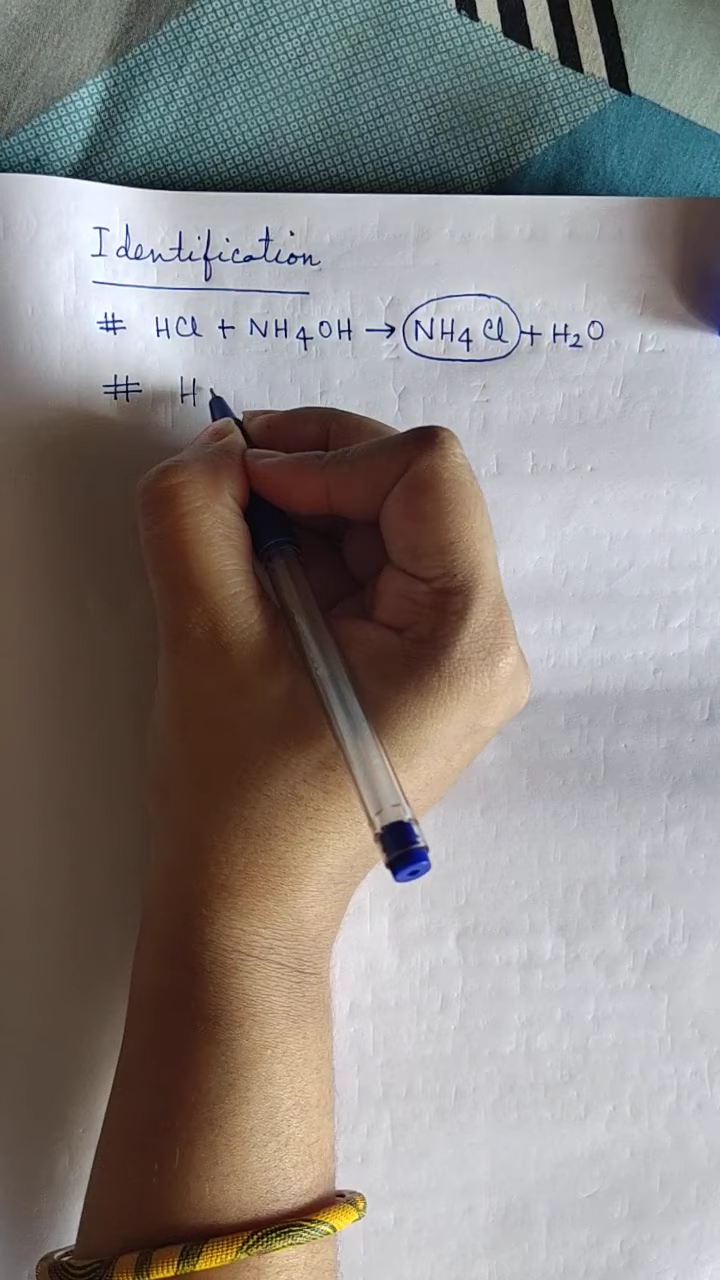 Identification
# HCl + NH4OH → NH4Cl + H2O
# H